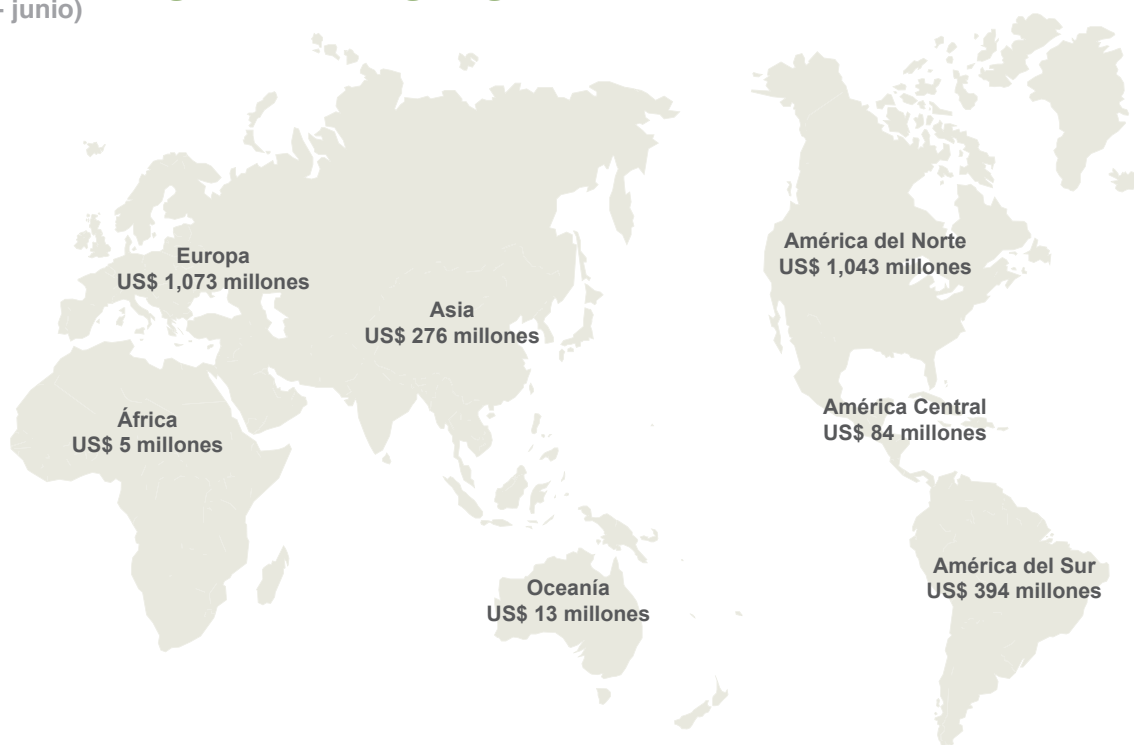 - junio)
Europa
US$ 1,073 millones
Asia
US$ 276 millones
África
US$ 5 millones
Oceanía
US$ 13 millones
América del Norte
US$ 1,043 millones
América Central
US$ 84 millones
América del Sur
US$ 394 millones